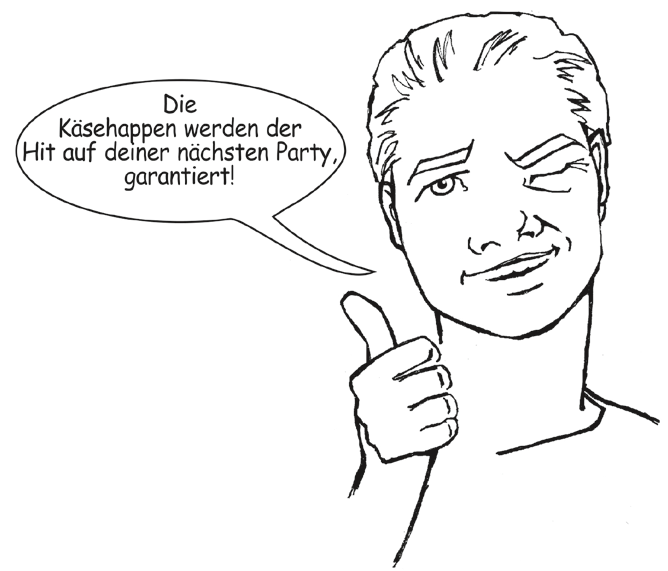 Die
Käsehappen werden der
Hit auf deiner nächsten Party,
garantiert!